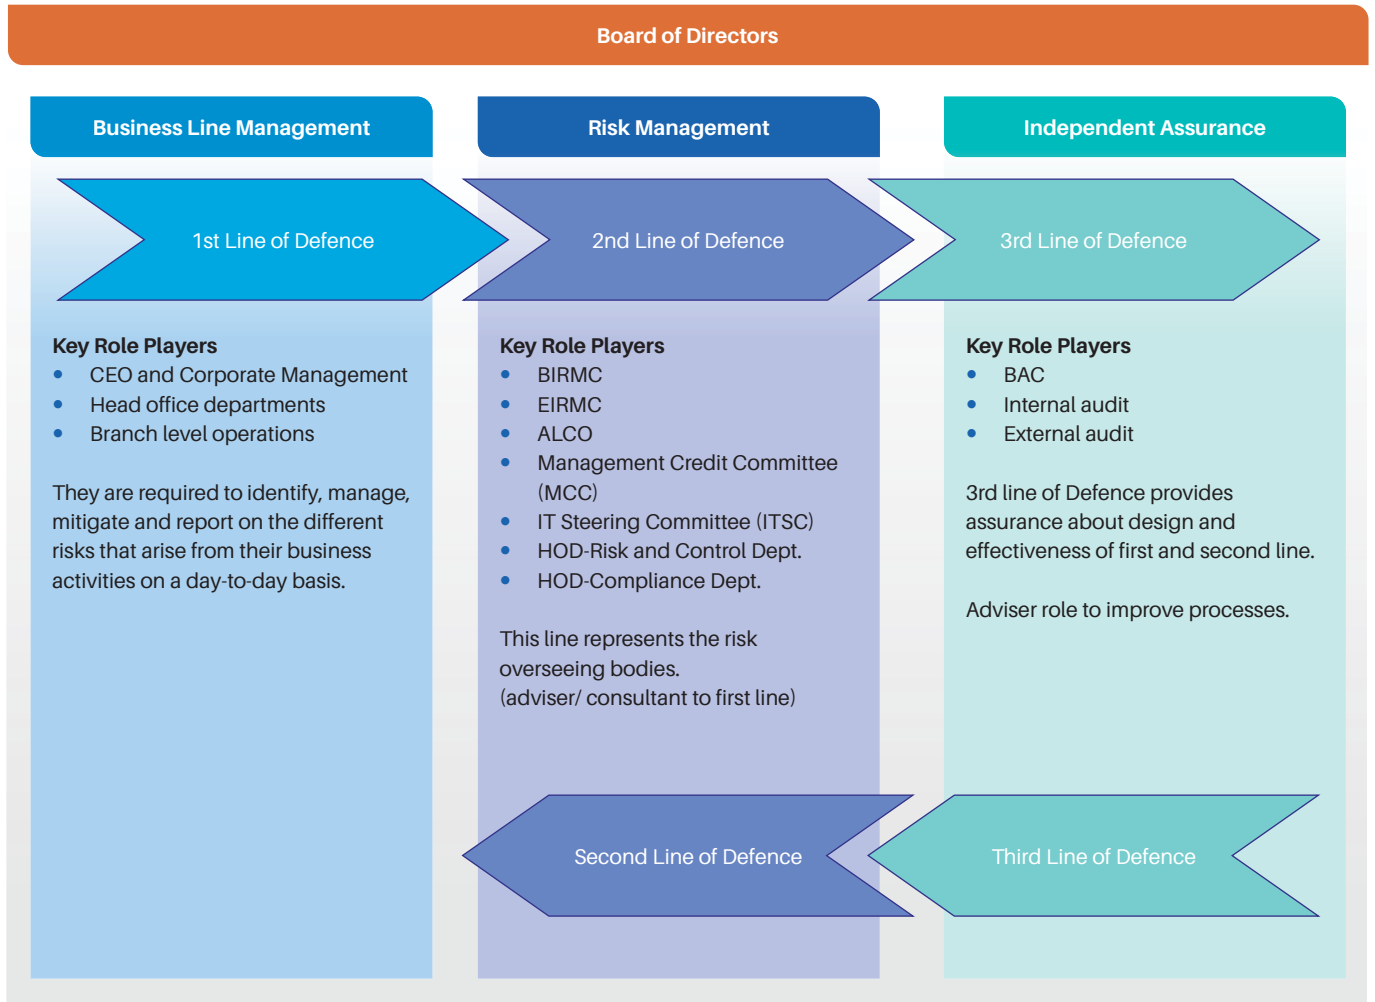 Board of Directors
Business Line Management
1st Line of Defence
Key Role Players
• CEO and Corporate Management
• Head office departments
• Branch level operations
They are required to identify, manage,
mitigate and report on the different
risks that arise from their business
activities on a day-to-day basis.
Risk Management
2nd Line of Defence
Key Role Players
• BIRMC
• EIRMC
• ALCO
• Management Credit Committee
(MCC)
• IT Steering Committee (ITSC)
• HOD-Risk and Control Dept.
• HOD-Compliance Dept.
This line represents the risk
overseeing bodies.
(adviser/ consultant to first line)
Second Line of Defence
Independent Assurance
3rd Line of Defence
Key Role Players
• BAC
• Internal audit
• External audit
3rd line of Defence provides
assurance about design and
effectiveness of first and second line.
Adviser role to improve processes.
Third Line of Defence